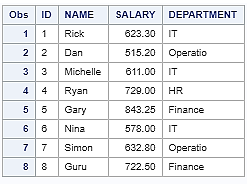 Obs ID NAME SALARY DEPARTMENT
1 1 Rick 623.30 IT
2 2 Dan 515.20 Operatio
3 3 Michelle 611.00 IT
4 4 Ryan 729.00 HR
5 5 Gary 843.25 Finance
6 6 Nina 578.00 IT
7 7 Simon 632.80 Operatio
8 8 Guru 722.50 Finance